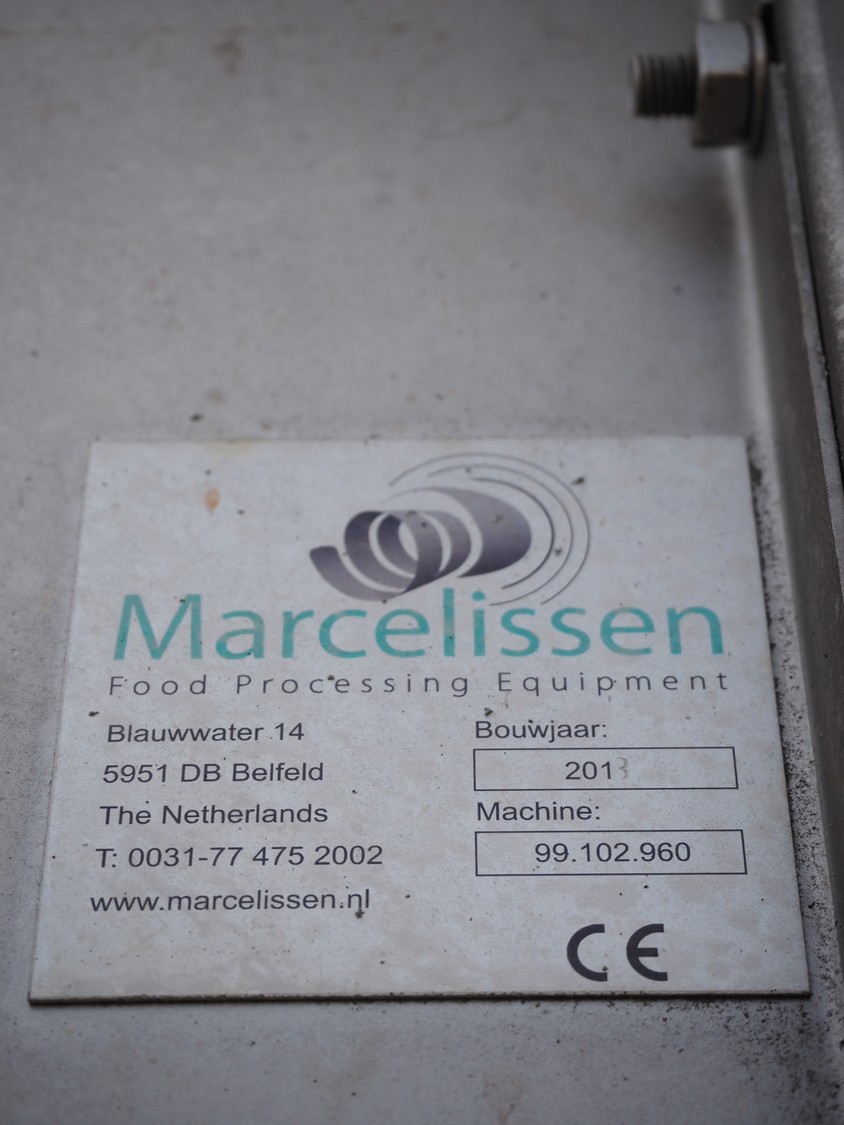 Marcelissen
Food Processing Equipment
Blauwwater 14
5951 DB Belfeld
The Netherlands
T: 0031-77 475 2002
www.marcelissen.nl
Bouwjaar:
2013
Machine:
99.102.960
CE